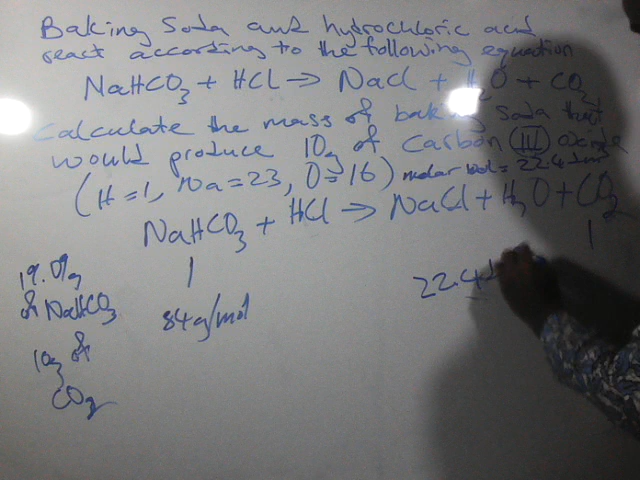 Baking Soda and hydrochloric acid
react according to the following equation
NaHCO3 + HCl → NaCl + H2O + CO2
Calculate the mass of baking soda that
would produce 10g of Carbon (IV) oxide
(H=1, Na=23, O=16) molar vol = 22.4
NaHCO3 + HCl → NaCl + H2O + CO2
1 1
19.0g
of NaHCO3 84g/mol 22.4
10g of
CO2